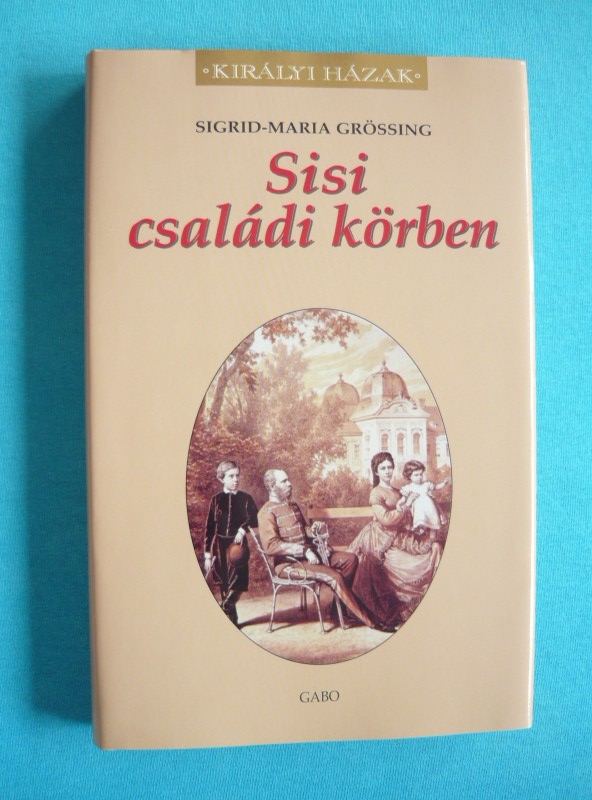 •KIRÁLYI HÁZAK•
SIGRID-MARIA GRÖSSING
Sisi
családi körben
GABO